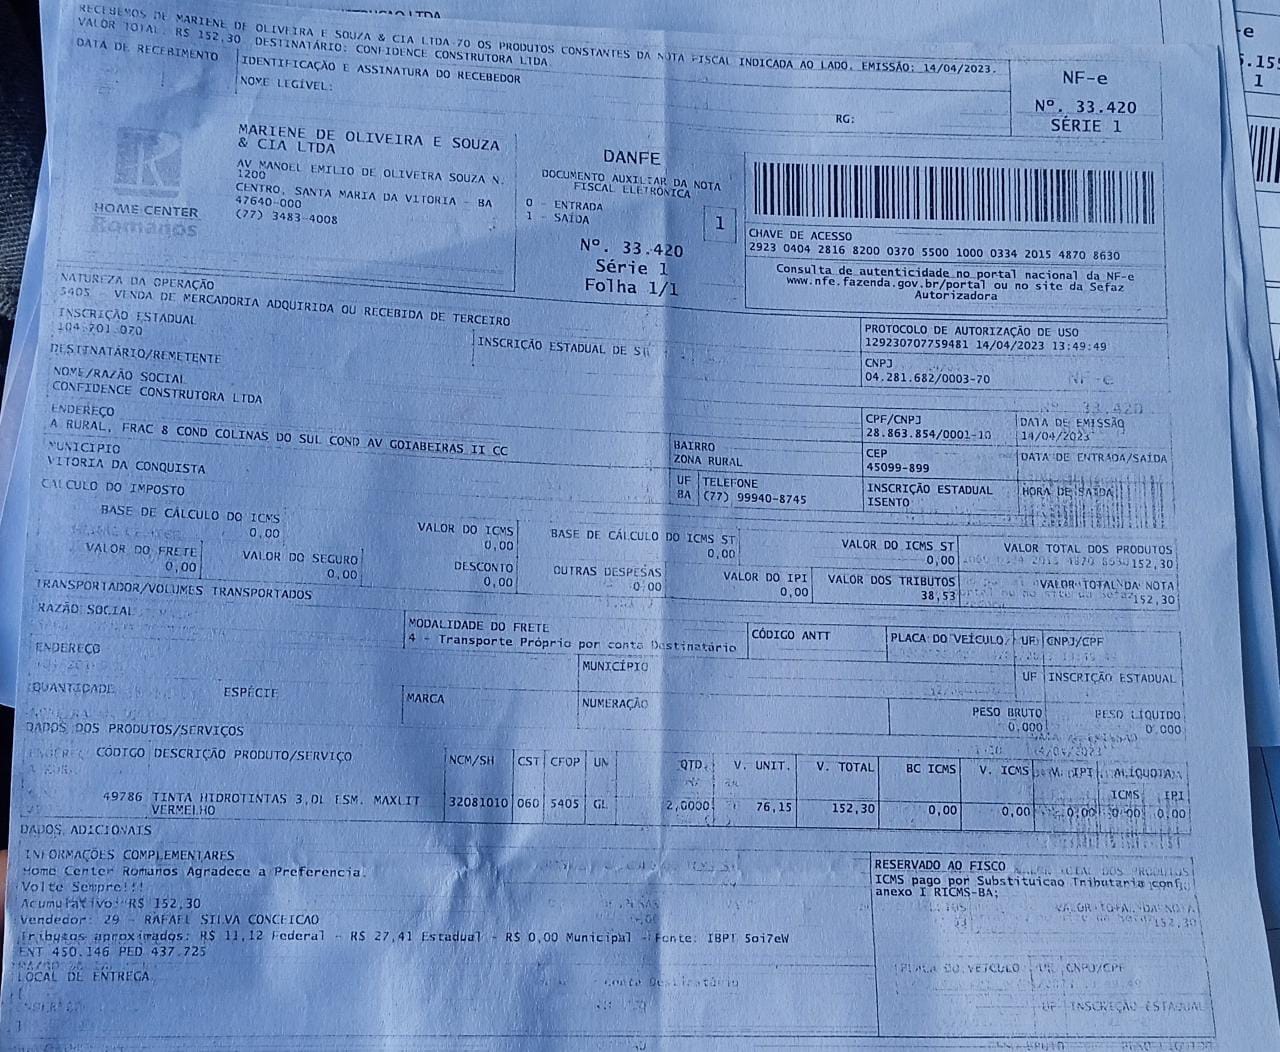 RECEBEMOS DE MARIENE DE OLIVEIRA E SOUZA & CIA LTDA-70 OS PRODUTOS CONSTANTES DA NOTA FISCAL INDICADA AO LADO. EMISSÃO: 14/04/2023.
VALOR TOTAL: R$ 152,30 DESTINATÁRIO: CONFIDENCE CONSTRUTORA LTDA
DATA DE RECEBIMENTO
IDENTIFICAÇÃO E ASSINATURA DO RECEBEDOR
NOME LEGÍVEL:
RG:
NF-e
Nº. 33.420
SÉRIE 1
R
HOME CENTER
Romanos
MARIENE DE OLIVEIRA E SOUZA
& CIA LTDA
AV MANOEL EMILIO DE OLIVEIRA SOUZA N.
1200
CENTRO, SANTA MARIA DA VITORIA - BA
47640-000
(77) 3483-4008
DANFE
DOCUMENTO AUXILIAR DA NOTA
FISCAL ELETRÔNICA
0 - ENTRADA
1 - SAÍDA
1
Nº. 33.420
Série 1
Folha 1/1
CHAVE DE ACESSO
2923 0404 2816 8200 0370 5500 1000 0334 2015 4870 8630
Consulta de autenticidade no portal nacional da NF-e
www.nfe.fazenda.gov.br/portal ou no site da Sefaz
Autorizadora
NATUREZA DA OPERAÇÃO
5405 - VENDA DE MERCADORIA ADQUIRIDA OU RECEBIDA DE TERCEIRO
PROTOCOLO DE AUTORIZAÇÃO DE USO
129230707759481 14/04/2023 13:49:49
INSCRIÇÃO ESTADUAL
104.701.070
INSCRIÇÃO ESTADUAL DE
CNPJ
04.281.682/0003-70
DESTINATÁRIO/REMETENTE
NOME/RAZÃO SOCIAL
CONFIDENCE CONSTRUTORA LTDA
CPF/CNPJ
28.863.854/0001-10
DATA DE EMISSÃO
14/04/2023
ENDEREÇO
A RURAL, FRAC 8 COND COLINAS DO SUL COND AV GOIABEIRAS II CC
BAIRRO
ZONA RURAL
CEP
45099-899
DATA DE ENTRADA/SAÍDA
MUNICÍPIO
VITORIA DA CONQUISTA
UF
BA
TELEFONE
(77) 99940-8745
INSCRIÇÃO ESTADUAL
ISENTO
HORA DE SAÍDA
CÁLCULO DO IMPOSTO
BASE DE CÁLCULO DO ICMS
0,00
VALOR DO ICMS
0,00
BASE DE CÁLCULO DO ICMS ST
0,00
VALOR DO ICMS ST
0,00
VALOR TOTAL DOS PRODUTOS
152,30
VALOR DO FRETE
0,00
VALOR DO SEGURO
0,00
DESCONTO
0,00
OUTRAS DESPESAS
0,00
VALOR DO IPI
0,00
VALOR DOS TRIBUTOS
38,53
VALOR TOTAL DA NOTA
152,30
TRANSPORTADOR/VOLUMES TRANSPORTADOS
RAZÃO SOCIAL
MODALIDADE DO FRETE
4 - Transporte Próprio por conta Destinatário
CÓDIGO ANTT
PLACA DO VEÍCULO
UF
CNPJ/CPF
ENDEREÇO
MUNICÍPIO
UF
INSCRIÇÃO ESTADUAL
QUANTIDADE
ESPÉCIE
MARCA
NUMERAÇÃO
PESO BRUTO
0,000
PESO LÍQUIDO
0,000
DADOS DOS PRODUTOS/SERVIÇOS
CÓDIGO DESCRIÇÃO PRODUTO/SERVIÇO NCM/SH CST CFOP UN QTD. V. UNIT. V. TOTAL BC ICMS V. ICMS IPI ALÍQUOTA
ICMS IPI
49786 TINTA HIDROTINTAS 3,0L ESM. MAXLIT 32081010 060 5405 GL 2,0000 76,15 152,30 0,00 0,00 0,00 0,00 0,00
VERMELHO
DADOS ADICIONAIS
INFORMAÇÕES COMPLEMENTARES
Home Center Romanos Agradece a Preferencia.
Volte Sempre!!!
Acumulativo: R$ 152,30
Vendedor: 29 - RAFAEL SILVA CONCEICAO
Tributos aproximados: R$ 11,12 Federal - R$ 27,41 Estadual - R$ 0,00 Municipal - Fonte: IBPT 5oi7eW
ENT 450.146 PED 437.725
LOCAL DE ENTREGA
RESERVADO AO FISCO
ICMS pago por Substituicao Tributaria conf.
anexo I RICMS-BA;